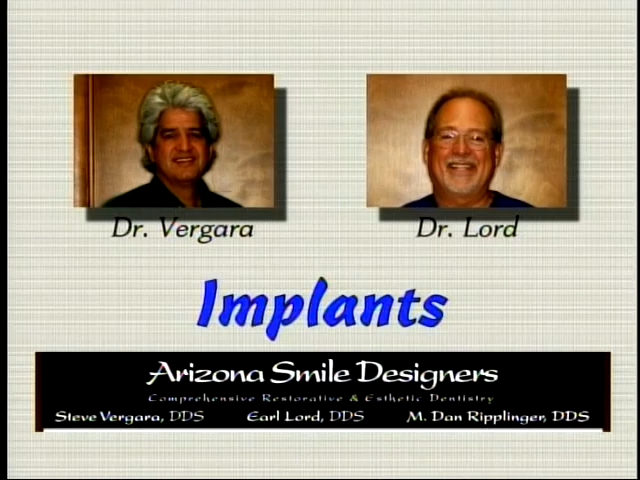 Dr. Vergara Dr. Lord
Implants
Arizona Smile Designers
Comprehensive Restorative & Esthetic Dentistry
Steve Vergara, DDS Earl Lord, DDS M. Dan Ripplinger, DDS